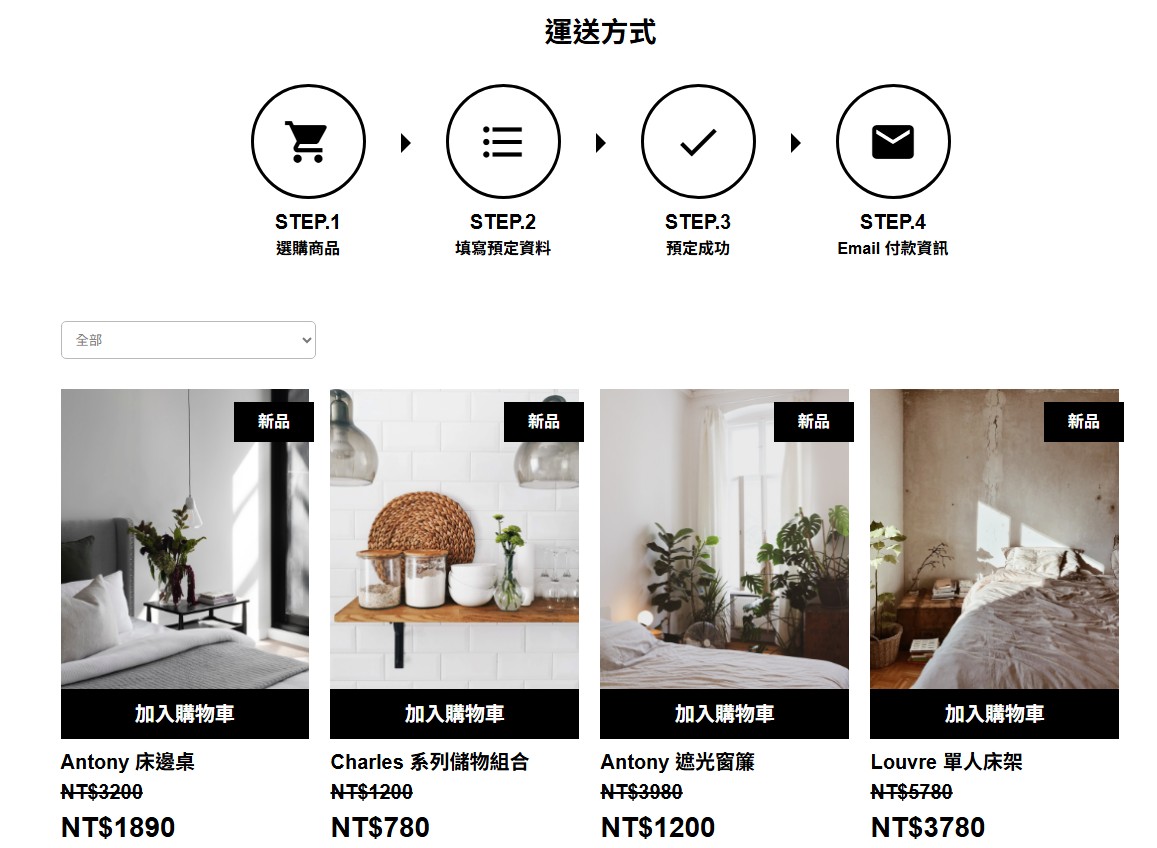 運送方式
STEP.1
選購商品
STEP.2
填寫預定資料
STEP.3
預定成功
STEP.4
Email 付款資訊
全部
新品
加入購物車
Antony 床邊桌
NT$3200
NT$1890
新品
加入購物車
Charles 系列儲物組合
NT$1200
NT$780
新品
加入購物車
Antony 遮光窗簾
NT$3980
NT$1200
新品
加入購物車
Louvre 單人床架
NT$5780
NT$3780